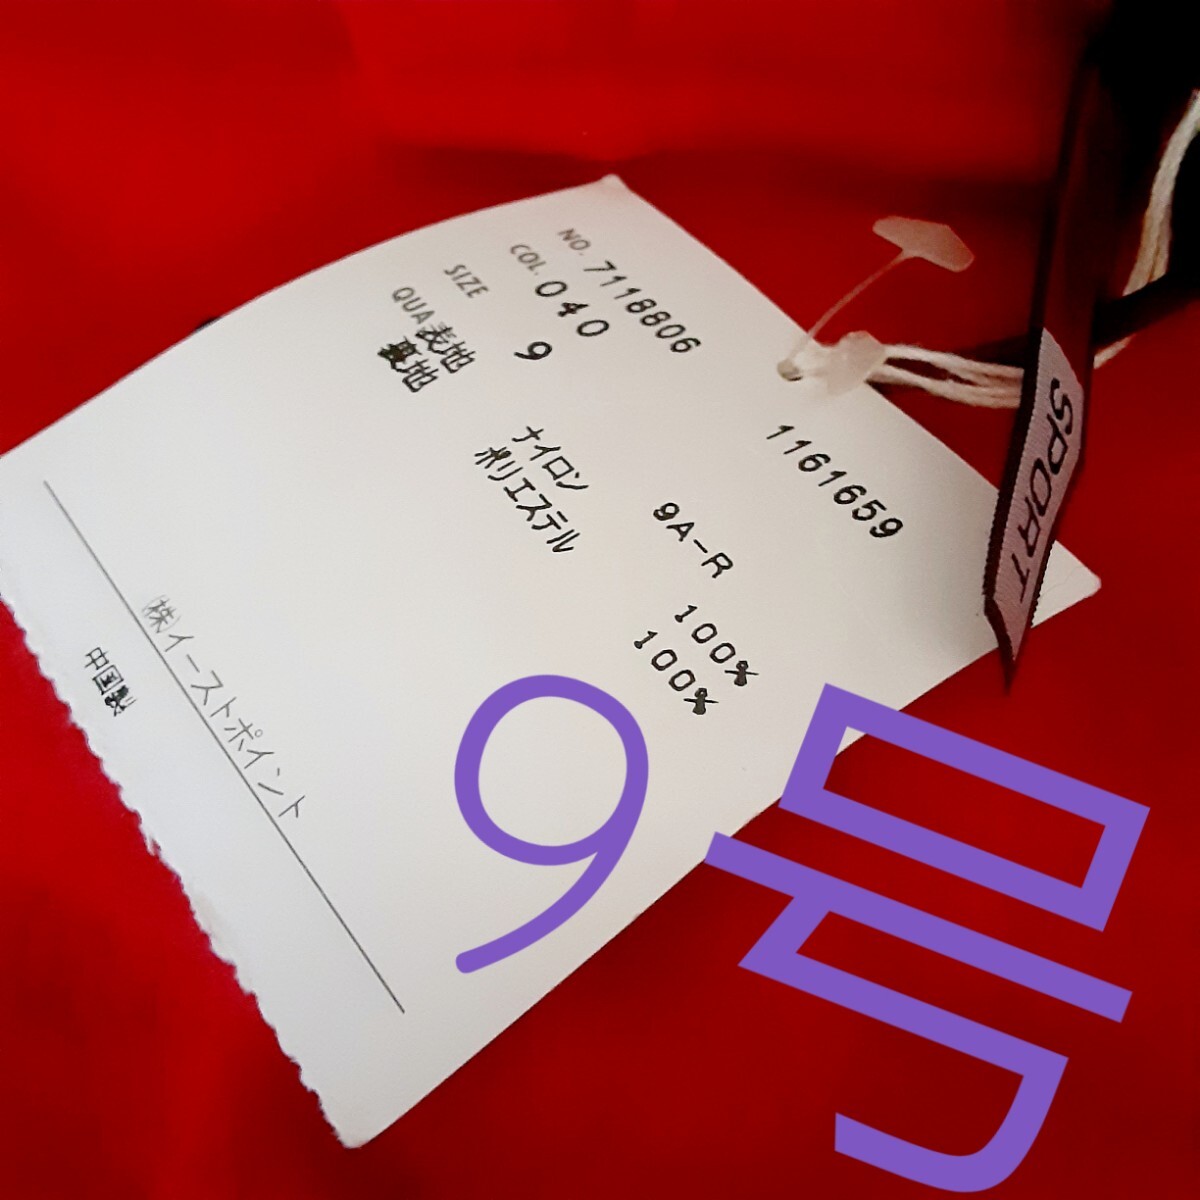 NO. 7118806 1161659
COL. 040
SIZE 9 9A-R
QUA 表地 ナイロン 100%
裏地 ポリエステル 100%
(株)イーストポイント
中国製
SPORT
9号